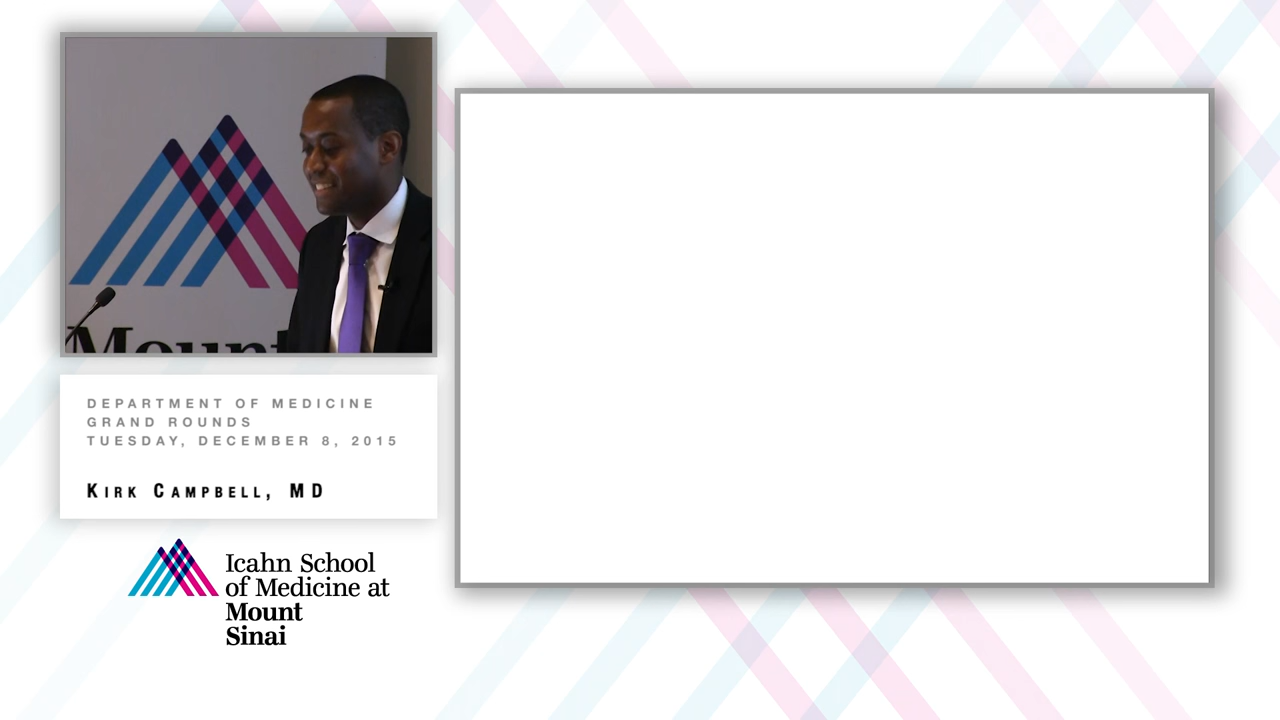 Mount
DEPARTMENT OF MEDICINE
GRAND ROUNDS
TUESDAY, DECEMBER 8, 2015
KIRK CAMPBELL, MD
Icahn School
of Medicine at
Mount
Sinai